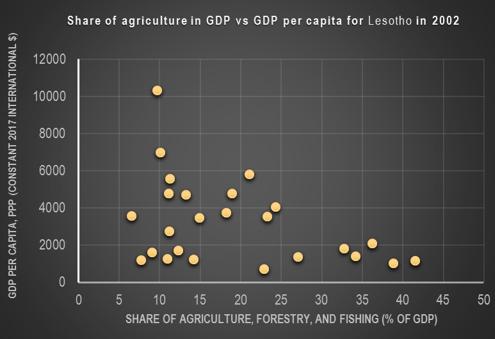 Share of agriculture in GDP vs GDP per capita for Lesotho in 2002
GDP PER CAPITA, PPP (CONSTANT 2017 INTERNATIONAL $)
12000
10000
8000
6000
4000
2000
0
0 5 10 15 20 25 30 35 40 45 50
SHARE OF AGRICULTURE, FORESTRY, AND FISHING (% OF GDP)